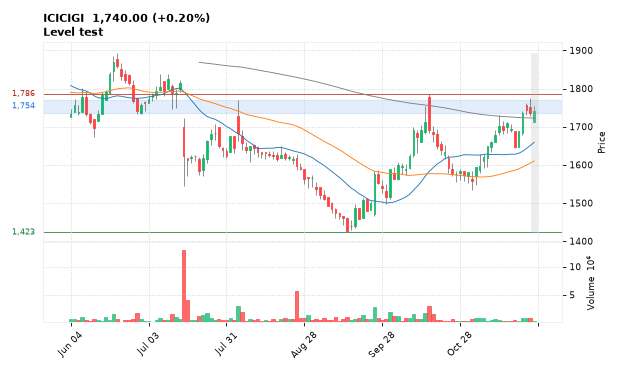 ICICIGI 1,740.00 (+0.20%)
Level test
1,786
1,754
1,423
1900
1800
1700
1600
1500
1400
Price
10
5
Volume 10⁶
Jun 04
Jul 03
Jul 31
Aug 28
Sep 28
Oct 28